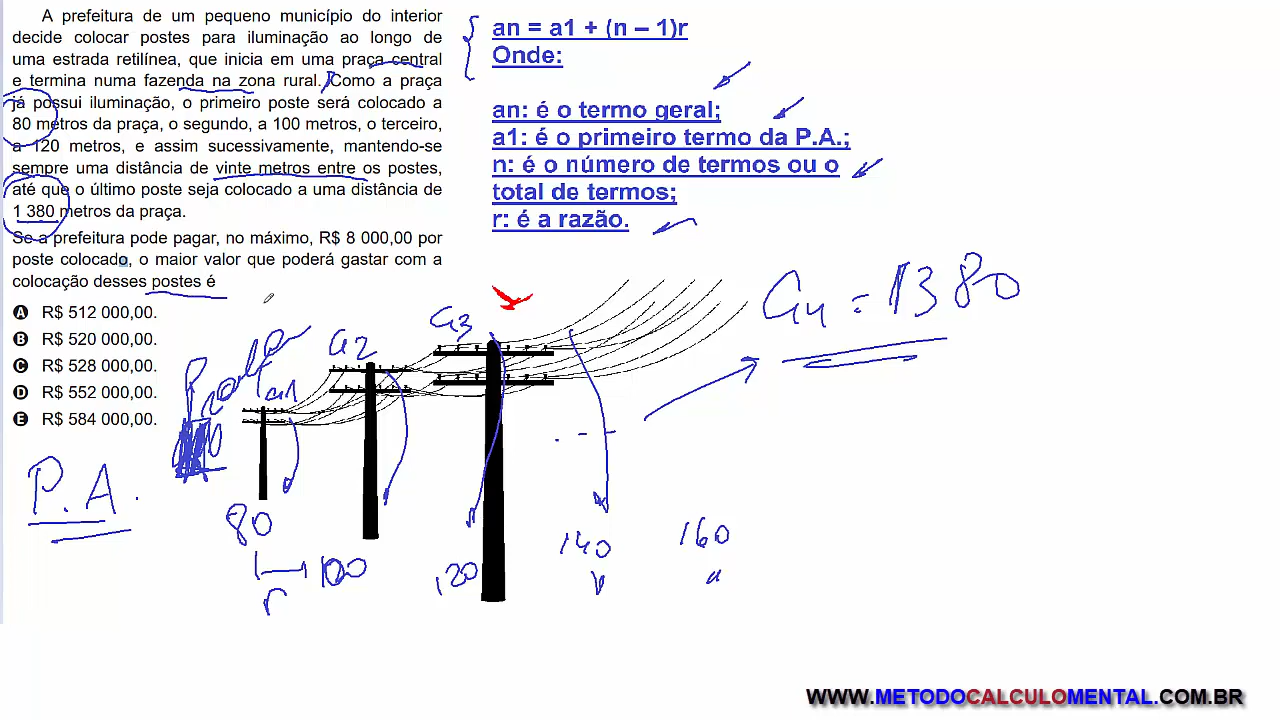 A prefeitura de um pequeno município do interior
decide colocar postes para iluminação ao longo de
uma estrada retilínea, que inicia em uma praça central
e termina numa fazenda na zona rural. Como a praça
já possui iluminação, o primeiro poste será colocado a
80 metros da praça, o segundo, a 100 metros, o terceiro,
a 120 metros, e assim sucessivamente, mantendo-se
sempre uma distância de vinte metros entre os postes,
até que o último poste seja colocado a uma distância de
1 380 metros da praça.
Se a prefeitura pode pagar, no máximo, R$ 8 000,00 por
poste colocado, o maior valor que poderá gastar com a
colocação desses postes é
A R$ 512 000,00.
B R$ 520 000,00.
C R$ 528 000,00.
D R$ 552 000,00.
E R$ 584 000,00.
an = a1 + (n – 1)r
Onde:
an: é o termo geral;
a1: é o primeiro termo da P.A.;
n: é o número de termos ou o
total de termos;
r: é a razão.
a1
a2
a3
P.A.
80
100
120
140
160
r
= 1380
WWW.METODOCALCULOMENTAL.COM.BR